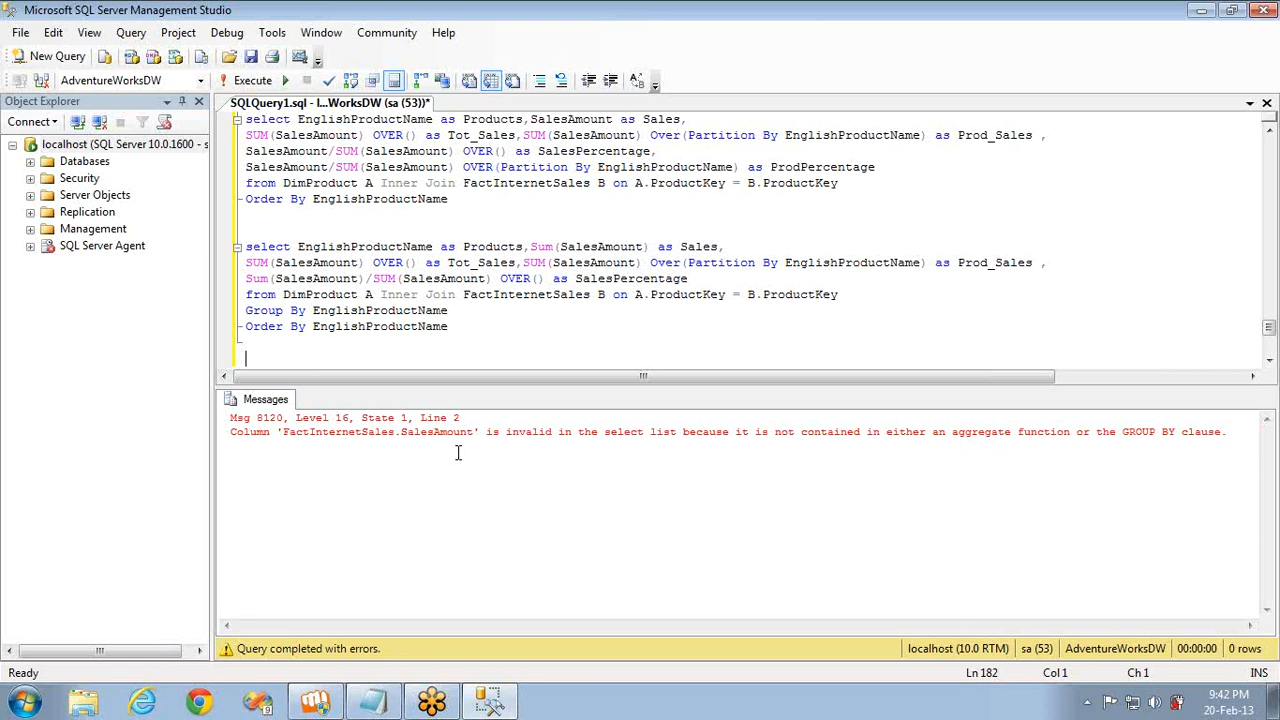 Microsoft SQL Server Management Studio
File Edit View Query Project Debug Tools Window Community Help
New Query
AdventureWorksDW Execute
Object Explorer
SQLQuery1.sql - l...WorksDW (sa (53))*
Connect
localhost (SQL Server 10.0.1600 - s
Databases
Security
Server Objects
Replication
Management
SQL Server Agent
select EnglishProductName as Products,SalesAmount as Sales,
SUM(SalesAmount) OVER() as Tot_Sales,SUM(SalesAmount) Over(Partition By EnglishProductName) as Prod_Sales ,
SalesAmount/SUM(SalesAmount) OVER() as SalesPercentage,
SalesAmount/SUM(SalesAmount) OVER(Partition By EnglishProductName) as ProdPercentage
from DimProduct A Inner Join FactInternetSales B on A.ProductKey = B.ProductKey
Order By EnglishProductName
select EnglishProductName as Products,Sum(SalesAmount) as Sales,
SUM(SalesAmount) OVER() as Tot_Sales,SUM(SalesAmount) Over(Partition By EnglishProductName) as Prod_Sales ,
Sum(SalesAmount)/SUM(SalesAmount) OVER() as SalesPercentage
from DimProduct A Inner Join FactInternetSales B on A.ProductKey = B.ProductKey
Group By EnglishProductName
Order By EnglishProductName
Messages
Msg 8120, Level 16, State 1, Line 2
Column 'FactInternetSales.SalesAmount' is invalid in the select list because it is not contained in either an aggregate function or the GROUP BY clause.
Query completed with errors. localhost (10.0 RTM) sa (53) AdventureWorksDW 00:00:00 0 rows
Ready Ln 182 Col 1 Ch 1 INS
9:42 PM
20-Feb-13